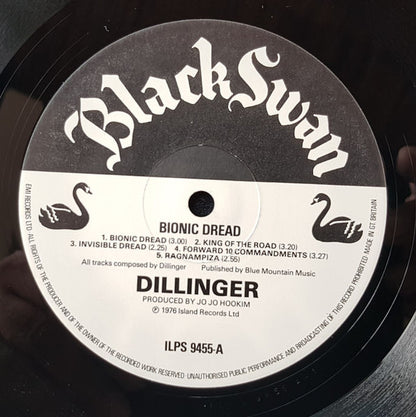 Black Swan
BIONIC DREAD
1. BIONIC DREAD (3.00) 2. KING OF THE ROAD (3.20)
3. INVISIBLE DREAD (2.25) 4. FORWARD 10 COMMANDMENTS (3.27)
5. RAGNAMPIZA (2.56)
All tracks composed by Dillinger Published by Blue Mountain Music
DILLINGER
PRODUCED BY JO JO HOOKIM
℗ 1976 Island Records Ltd
ILPS 9455-A
EMI RECORDS LTD · ALL RIGHTS OF THE PRODUCER AND OF THE OWNER OF THE RECORDED WORK RESERVED · UNAUTHORISED PUBLIC PERFORMANCE AND BROADCASTING OF THIS RECORD PROHIBITED · MADE IN GT. BRITAIN